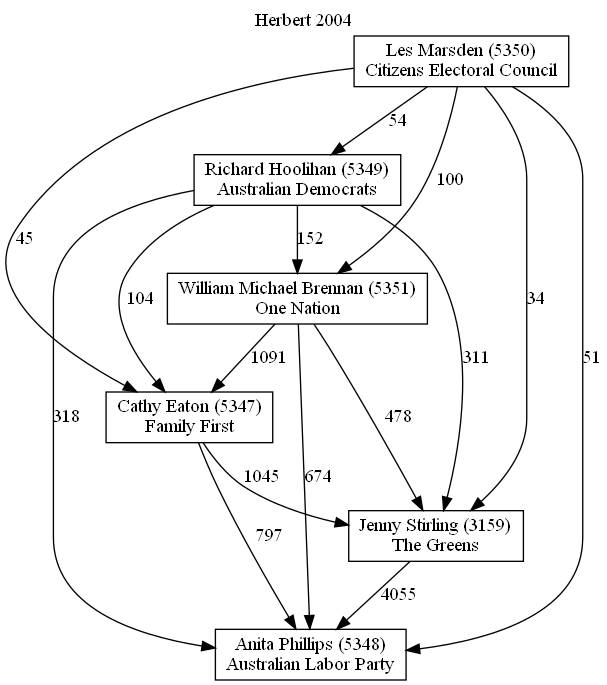 Herbert 2004
Les Marsden (5350)
Citizens Electoral Council
54
Richard Hoolihan (5349)
Australian Democrats
100
45
152
William Michael Brennan (5351)
One Nation
104
34
1091
311
51
Cathy Eaton (5347)
Family First
318
478
1045
674
797
Jenny Stirling (3159)
The Greens
4055
Anita Phillips (5348)
Australian Labor Party